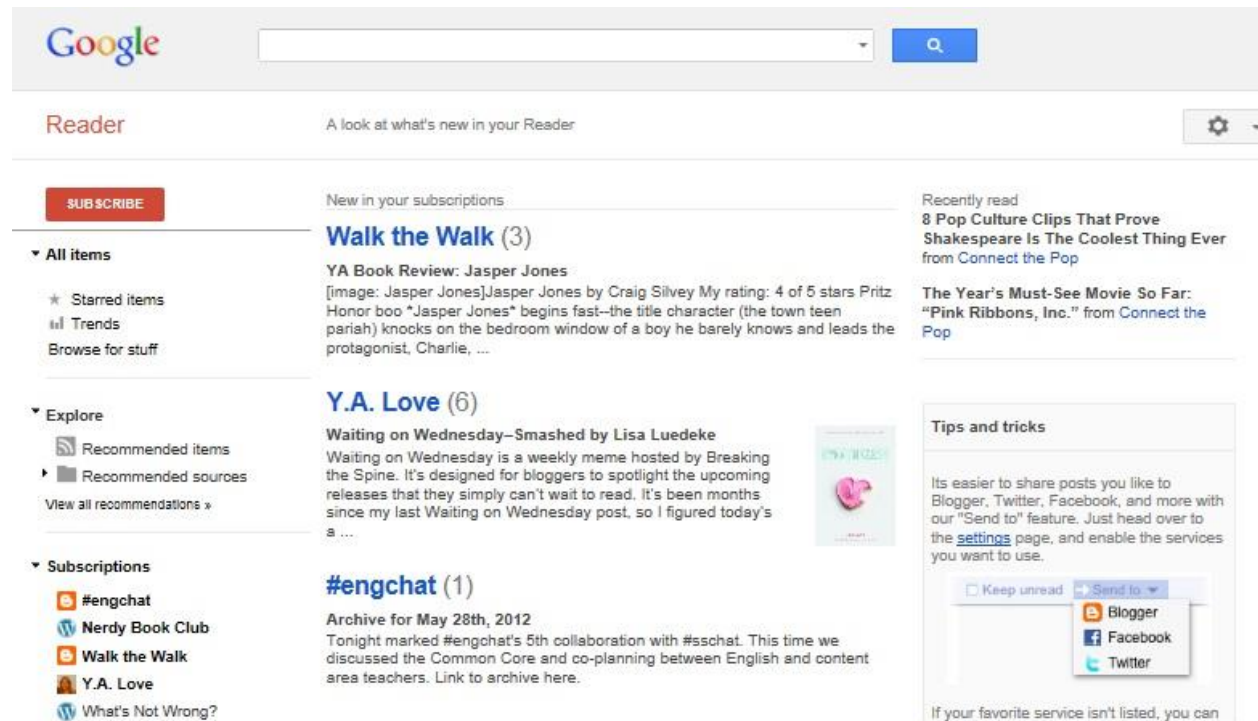 Google
Reader
A look at what's new in your Reader
SUBSCRIBE
All items
Starred items
Trends
Browse for stuff
Explore
Recommended items
Recommended sources
View all recommendations »
Subscriptions
#engchat
Nerdy Book Club
Walk the Walk
Y.A. Love
What's Not Wrong?
New in your subscriptions
Walk the Walk (3)
YA Book Review: Jasper Jones
[image: Jasper Jones]Jasper Jones by Craig Silvey My rating: 4 of 5 stars Pritz
Honor boo *Jasper Jones* begins fast--the title character (the town teen
pariah) knocks on the bedroom window of a boy he barely knows and leads the
protagonist, Charlie, ...
Y.A. Love (6)
Waiting on Wednesday–Smashed by Lisa Luedeke
Waiting on Wednesday is a weekly meme hosted by Breaking
the Spine. It's designed for bloggers to spotlight the upcoming
releases that they simply can't wait to read. It's been months
since my last Waiting on Wednesday post, so I figured today's
a ...
#engchat (1)
Archive for May 28th, 2012
Tonight marked #engchat's 5th collaboration with #sschat. This time we
discussed the Common Core and co-planning between English and content
area teachers. Link to archive here.
Recently read
8 Pop Culture Clips That Prove
Shakespeare Is The Coolest Thing Ever
from Connect the Pop
The Year's Must-See Movie So Far:
“Pink Ribbons, Inc.” from Connect the
Pop
Tips and tricks
Its easier to share posts you like to
Blogger, Twitter, Facebook, and more with
our "Send to" feature. Just head over to
the settings page, and enable the services
you want to use.
Keep unread Send to
Blogger
Facebook
Twitter
If your favorite service isn't listed, you can